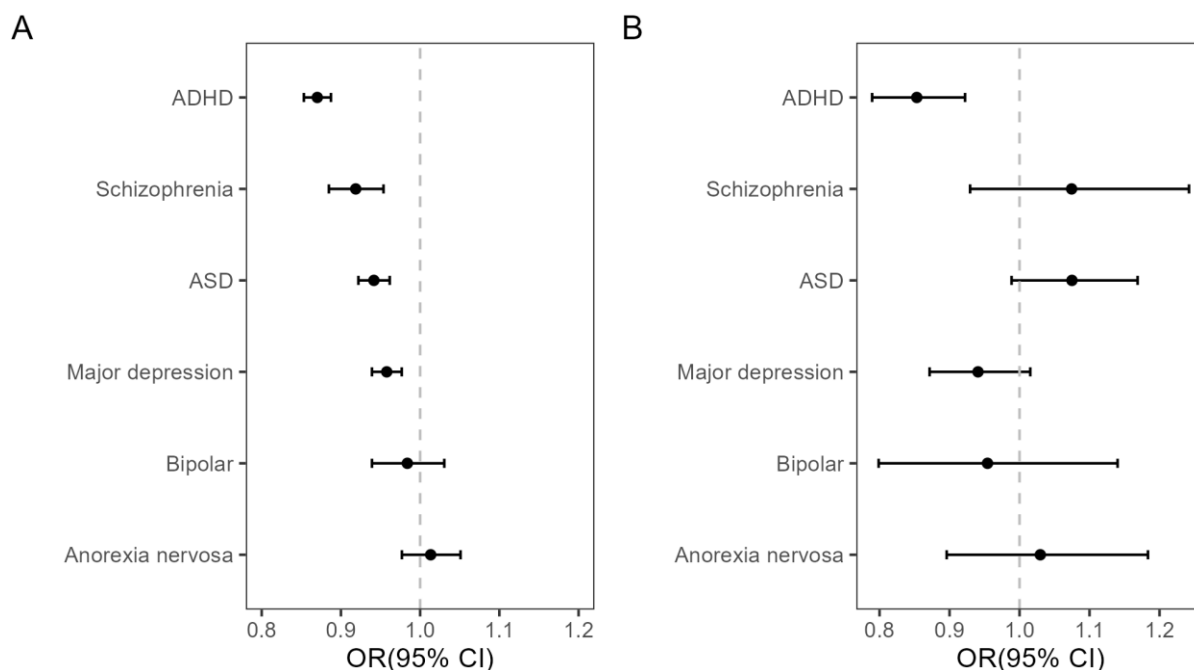 A
ADHD
Schizophrenia
ASD
Major depression
Bipolar
Anorexia nervosa
0.8 0.9 1.0 1.1 1.2
OR(95% CI)
B
ADHD
Schizophrenia
ASD
Major depression
Bipolar
Anorexia nervosa
0.8 0.9 1.0 1.1 1.2
OR(95% CI)